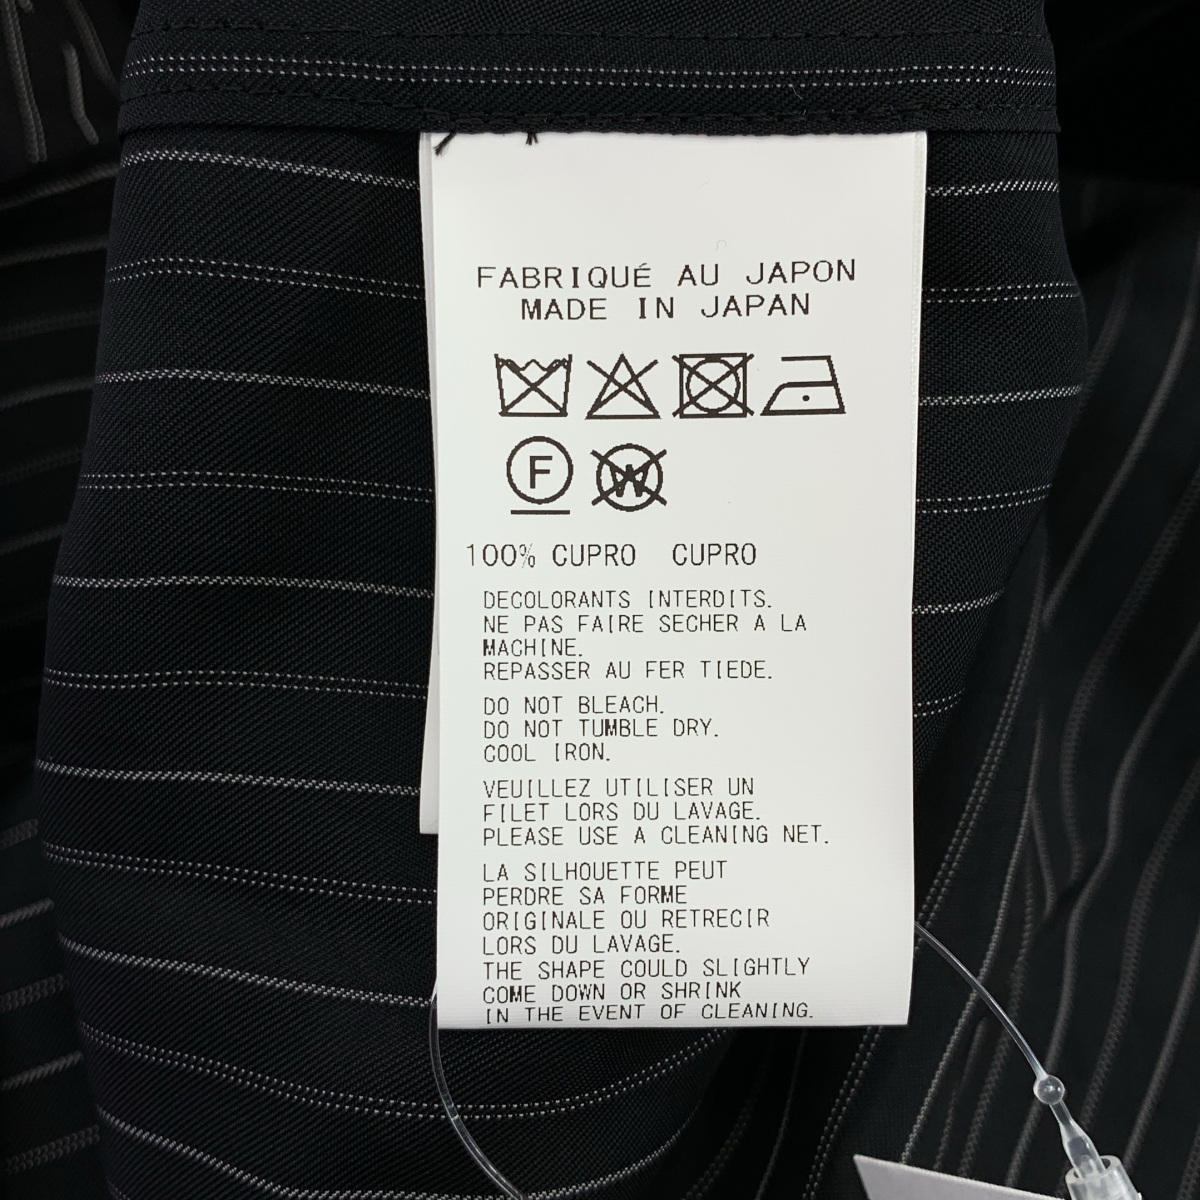 FABRIQUÉ AU JAPON
MADE IN JAPAN
F W
100% CUPRO CUPRO
DECOLORANTS INTERDITS.
NE PAS FAIRE SECHER A LA
MACHINE.
REPASSER AU FER TIEDE.
DO NOT BLEACH.
DO NOT TUMBLE DRY.
COOL IRON.
VEUILLEZ UTILISER UN
FILET LORS DU LAVAGE.
PLEASE USE A CLEANING NET.
LA SILHOUETTE PEUT
PERDRE SA FORME
ORIGINALE OU RETRECIR
LORS DU LAVAGE.
THE SHAPE COULD SLIGHTLY
COME DOWN OR SHRINK
IN THE EVENT OF CLEANING.